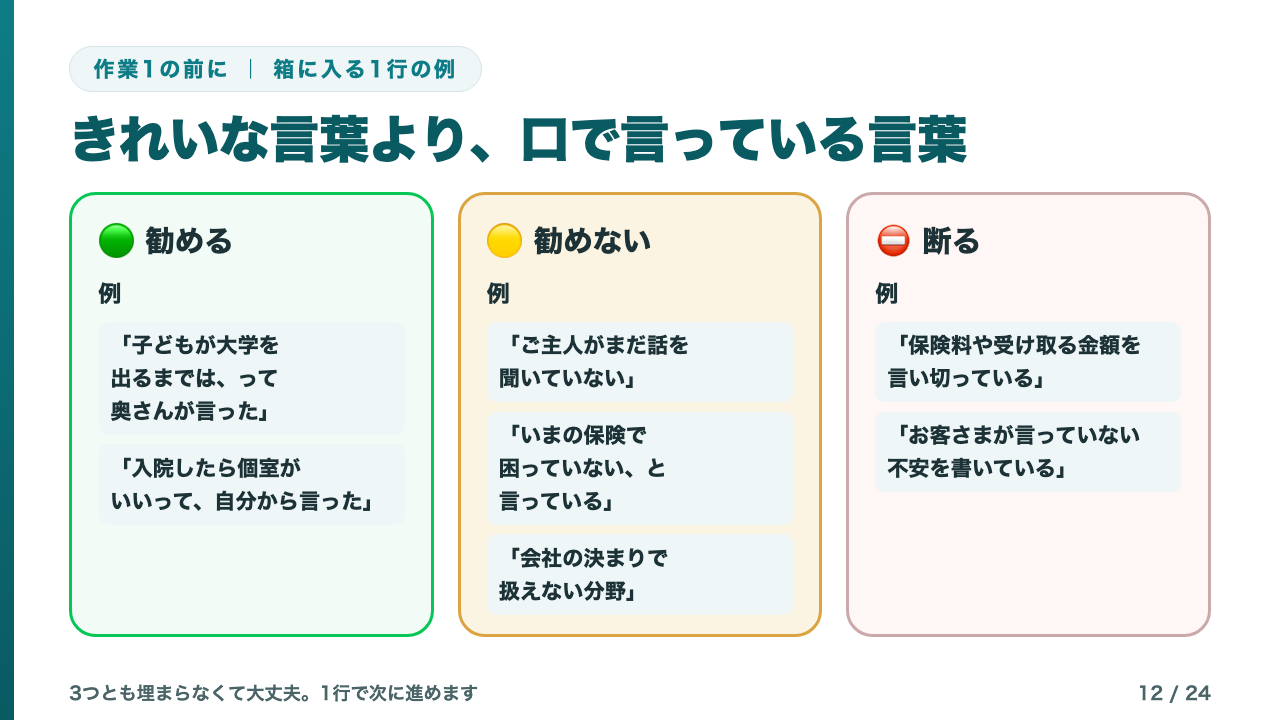 作業1の前に ｜ 箱に入る1行の例
きれいな言葉より、口で言っている言葉
勧める
例
「子どもが大学を
出るまでは、って
奥さんが言った」
「入院したら個室が
いいって、自分から言った」
勧めない
例
「ご主人がまだ話を
聞いていない」
「いまの保険で
困っていない、と
言っている」
「会社の決まりで
扱えない分野」
断る
例
「保険料や受け取る金額を
言い切っている」
「お客さまが言っていない
不安を書いている」
3つとも埋まらなくて大丈夫。1行で次に進めます
12 / 24